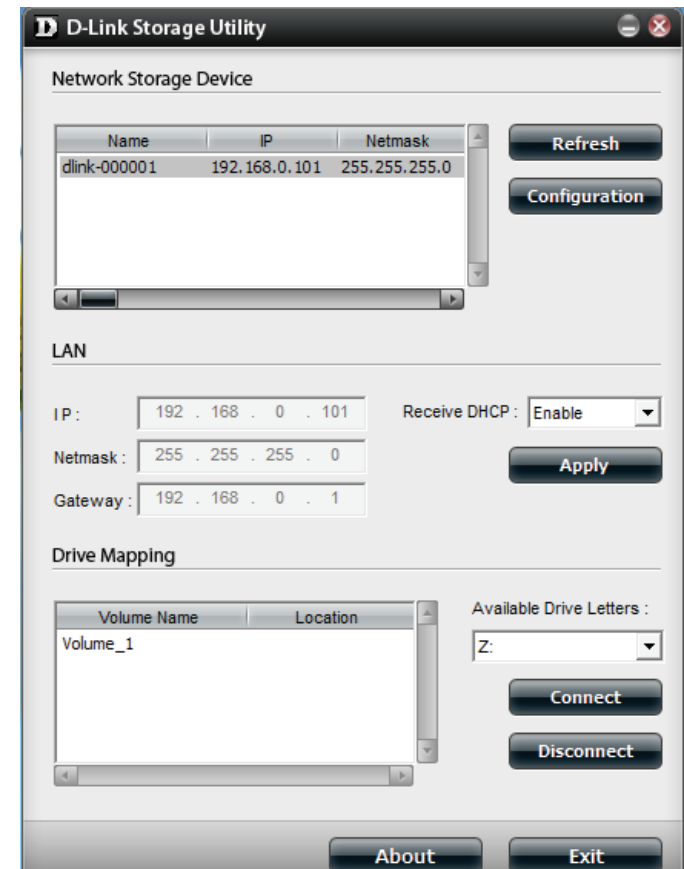 D D-Link Storage Utility
Network Storage Device
Name IP Netmask
dlink-000001 192.168.0.101 255.255.255.0
Refresh
Configuration
LAN
IP : 192 . 168 . 0 . 101 Receive DHCP : Enable
Netmask : 255 . 255 . 255 . 0 Apply
Gateway : 192 . 168 . 0 . 1
Drive Mapping
Volume Name Location Available Drive Letters :
Volume_1 Z:
Connect
Disconnect
About Exit